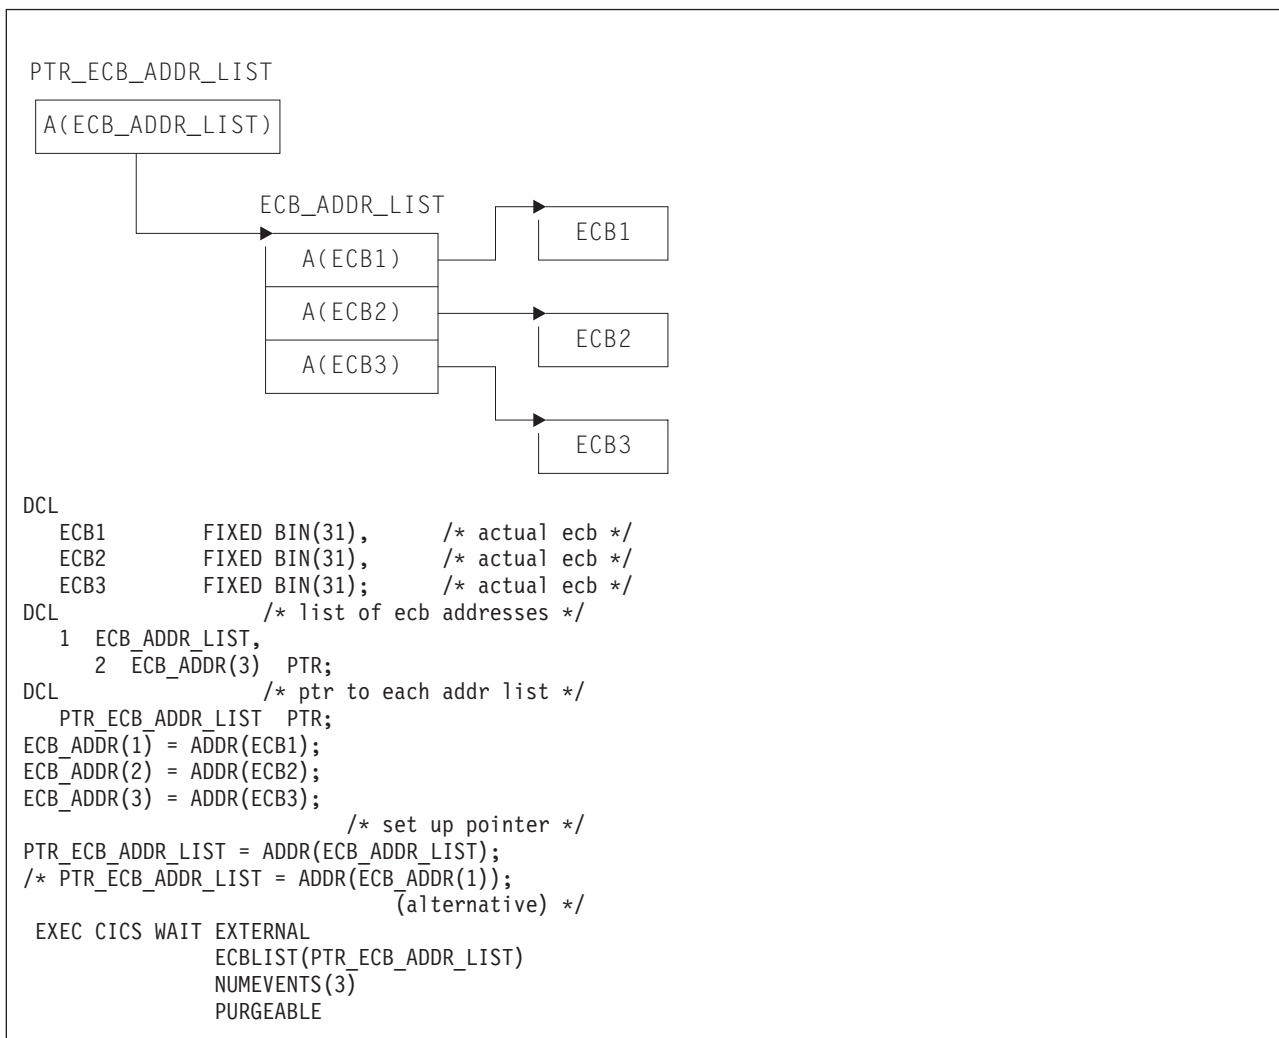 PTR_ECB_ADDR_LIST
A(ECB_ADDR_LIST)
ECB_ADDR_LIST
A(ECB1)
A(ECB2)
A(ECB3)
ECB1
ECB2
ECB3
DCL
   ECB1          FIXED BIN(31),      /* actual ecb */
   ECB2          FIXED BIN(31),      /* actual ecb */
   ECB3          FIXED BIN(31);      /* actual ecb */
DCL                 /* list of ecb addresses */
   1  ECB_ADDR_LIST,
      2  ECB_ADDR(3)  PTR;
DCL                 /* ptr to each addr list */
   PTR_ECB_ADDR_LIST  PTR;
ECB_ADDR(1) = ADDR(ECB1);
ECB_ADDR(2) = ADDR(ECB2);
ECB_ADDR(3) = ADDR(ECB3);
                           /* set up pointer */
PTR_ECB_ADDR_LIST = ADDR(ECB_ADDR_LIST);
/* PTR_ECB_ADDR_LIST = ADDR(ECB_ADDR(1));
                               (alternative) */
 EXEC CICS WAIT EXTERNAL
                ECBLIST(PTR_ECB_ADDR_LIST)
                NUMEVENTS(3)
                PURGEABLE